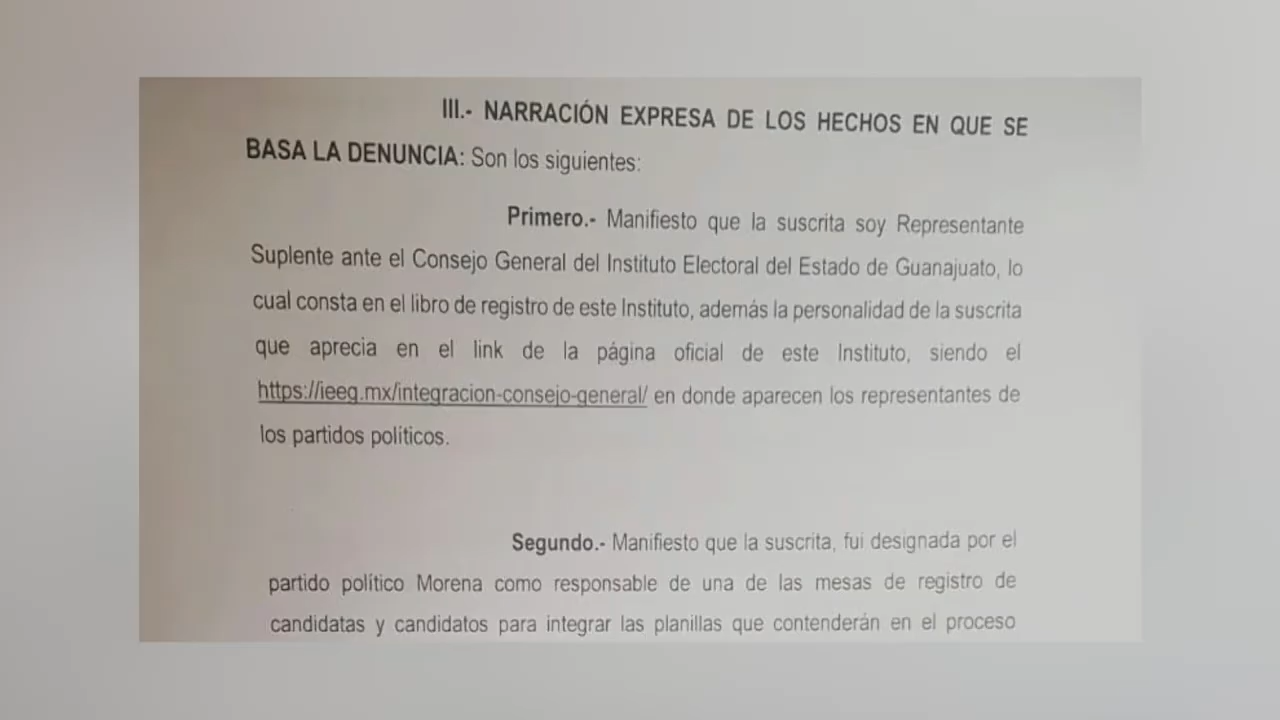 III.- NARRACIÓN EXPRESA DE LOS HECHOS EN QUE SE
BASA LA DENUNCIA: Son los siguientes:
Primero.- Manifiesto que la suscrita soy Representante
Suplente ante el Consejo General del Instituto Electoral del Estado de Guanajuato, lo
cual consta en el libro de registro de este Instituto, además la personalidad de la suscrita
que aprecia en el link de la página oficial de este Instituto, siendo el
https://ieeg.mx/integracion-consejo-general/ en donde aparecen los representantes de
los partidos políticos.
Segundo.- Manifiesto que la suscrita, fui designada por el
partido político Morena como responsable de una de las mesas de registro de
candidatas y candidatos para integrar las planillas que contenderán en el proceso